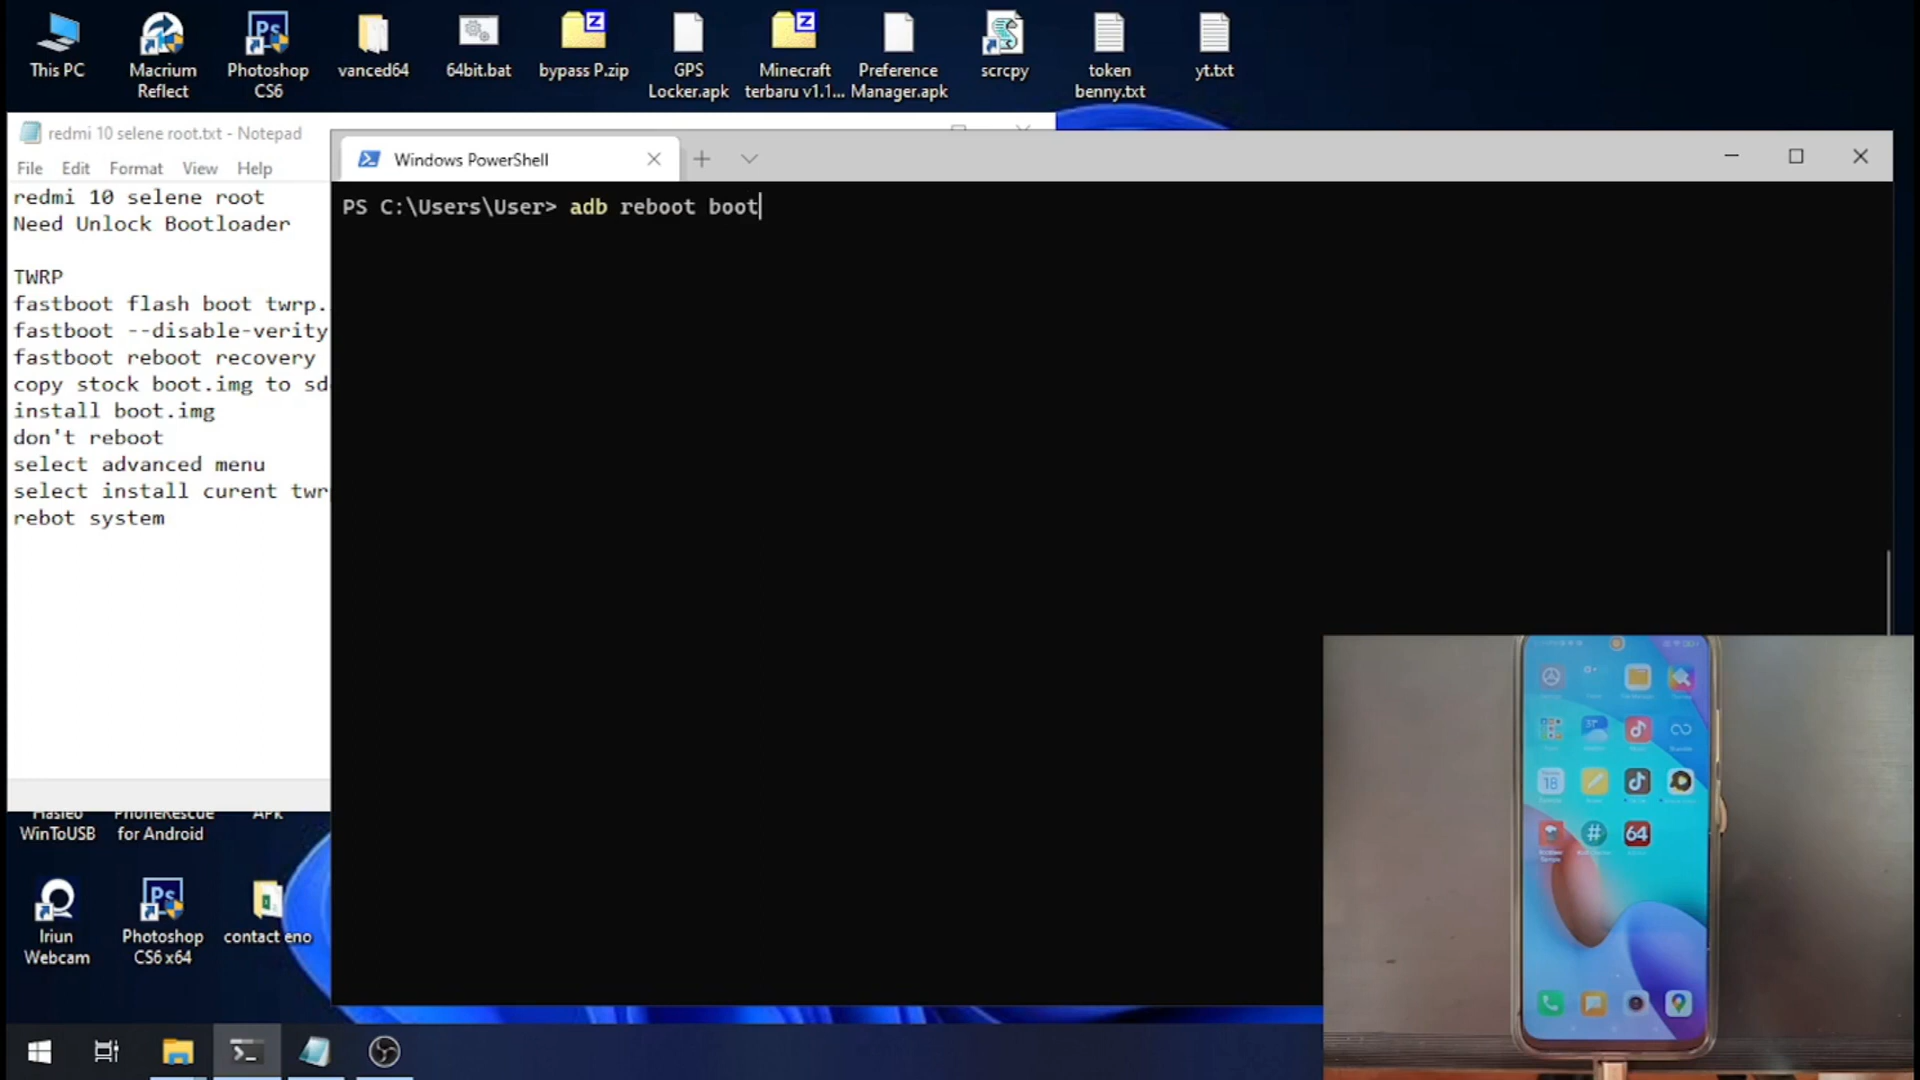 This PC
Macrium
Reflect
Photoshop
CS6
vanced64
64bit.bat
bypass P.zip
GPS
Locker.apk
Minecraft
terbaru v1.1...
Preference
Manager.apk
scrcpy
token
benny.txt
yt.txt
redmi 10 selene root.txt - Notepad
File Edit Format View Help
redmi 10 selene root
Need Unlock Bootloader
TWRP
fastboot flash boot twrp.
fastboot --disable-verity
fastboot reboot recovery
copy stock boot.img to sd
install boot.img
don't reboot
select advanced menu
select install curent twr
rebot system
Windows PowerShell
PS C:\Users\User> adb reboot boot
WinToUSB
PhoneRescue
for Android
Iriun
Webcam
Photoshop
CS6 x64
contact eno
18
64